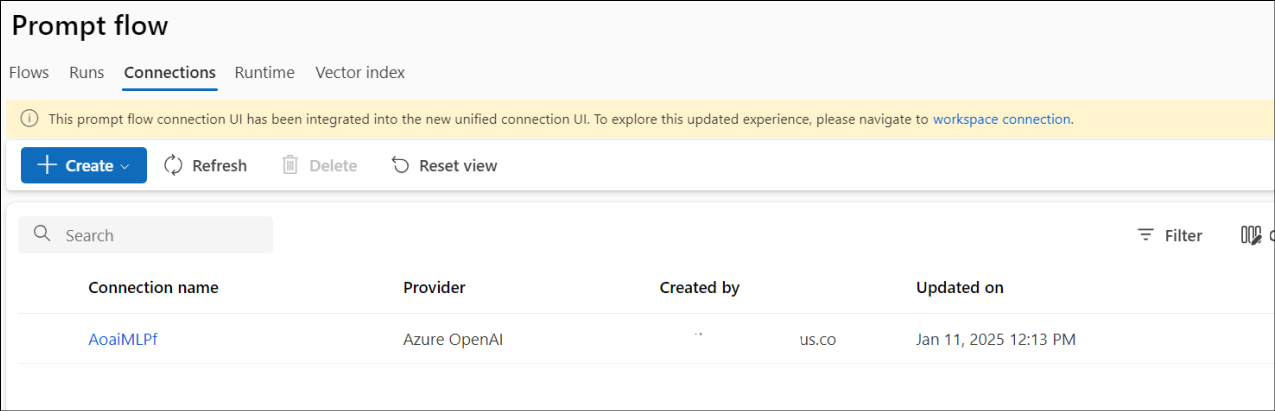 Prompt flow
Flows Runs Connections Runtime Vector index
This prompt flow connection UI has been integrated into the new unified connection UI. To explore this updated experience, please navigate to workspace connection.
Create Refresh Delete Reset view
Search Filter
Connection name Provider Created by Updated on
AoaiMLPf Azure OpenAI us.co Jan 11, 2025 12:13 PM